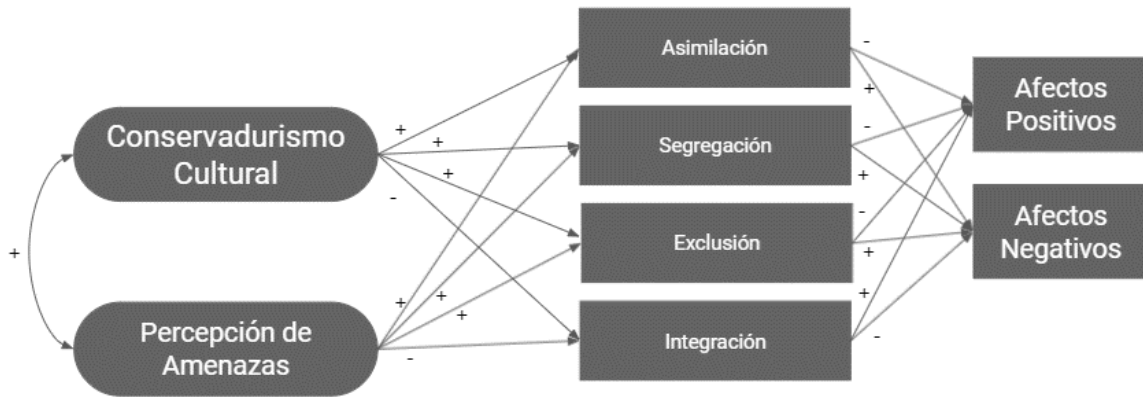 Asimilación
-
Afectos
Positivos
+
Conservadurismo
Cultural
+
+
Segregación
-
+
-
+
Afectos
Negativos
-
Exclusión
+
+
Percepción de
Amenazas
+
+
+
-
Integración
+
-